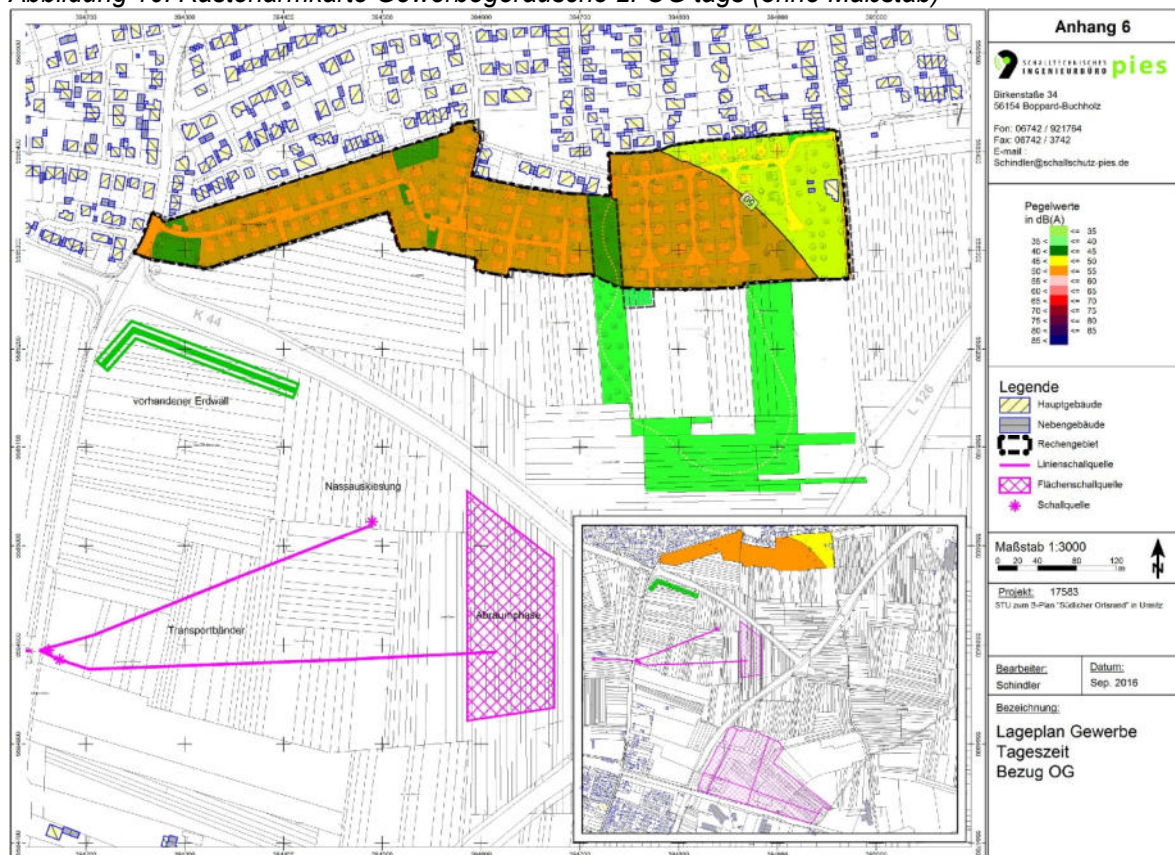 Abbildung 10: Rasterlärmkarte Gewerbegeräusche 1. OG tags (ohne Maßstab)
Anhang 6
SCHALLTECHNISCHES
INGENIEURBÜRO pies
Birkenstaße 34
56154 Boppard-Buchholz
Fon: 06742 / 921784
Fax: 06742 / 3742
E-mail :
Schindler@schallschutz-pies.de
Pegelwerte
in dB(A)
<= 35
35 < <= 40
40 < <= 45
45 < <= 50
50 < <= 55
55 < <= 60
60 < <= 65
65 < <= 70
70 < <= 75
75 < <= 80
80 < <= 85
85 <
Legende
Hauptgebäude
Nebengebäude
Rechengebiet
Linienschallquelle
Flächenschallquelle
Schallquelle
Maßstab 1:3000
0 20 40 80 120
m
N
Projekt: 17583
STU zum B-Plan "Südlicher Ortsrand" in Urmitz
Bearbeiter:
Schindler
Datum:
Sep. 2016
Bezeichnung:
Lageplan Gewerbe
Tageszeit
Bezug OG
50
K 44
L 126
vorhandener Erdwall
Nassauskiesung
Transportbänder
Abraumphase